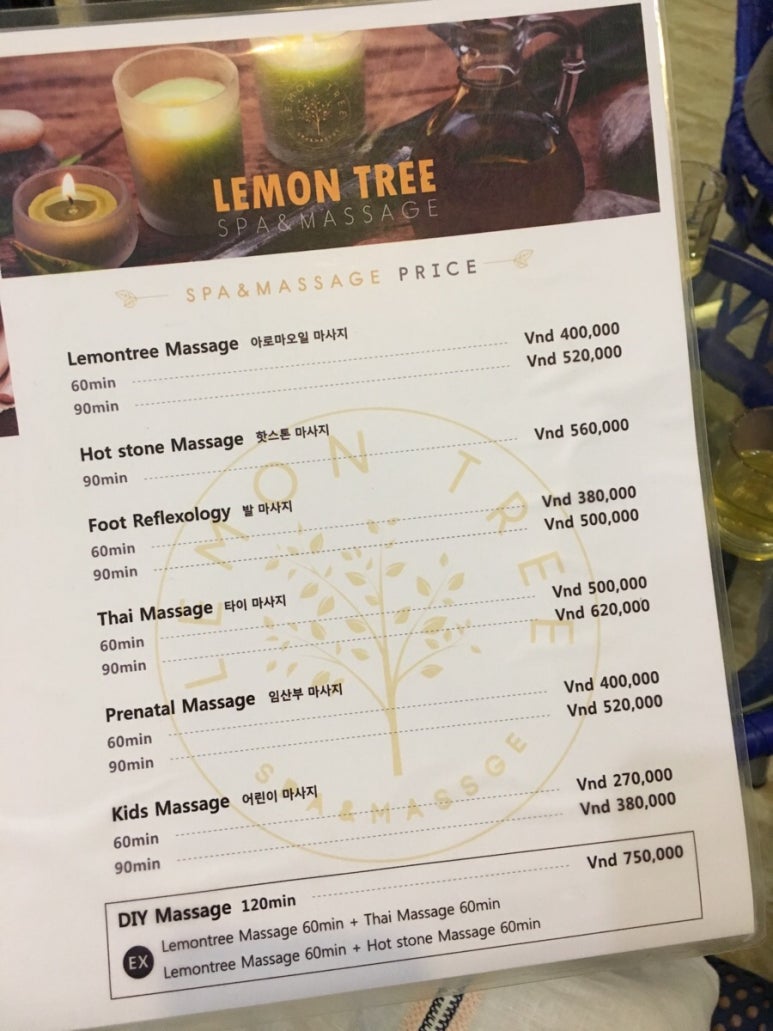 LEMON TREE
LEMON TREE
SPA&MASSAGE
SPA&MASSAGE PRICE
Lemontree Massage 아로마오일 마사지
60min Vnd 400,000
90min Vnd 520,000
Hot stone Massage 핫스톤 마사지
90min Vnd 560,000
Foot Reflexology 발 마사지
60min Vnd 380,000
90min Vnd 500,000
Thai Massage 타이 마사지
60min Vnd 500,000
90min Vnd 620,000
Prenatal Massage 임산부 마사지
60min Vnd 400,000
90min Vnd 520,000
Kids Massage 어린이 마사지
60min Vnd 270,000
90min Vnd 380,000
DIY Massage 120min Vnd 750,000
EX Lemontree Massage 60min + Thai Massage 60min
Lemontree Massage 60min + Hot stone Massage 60min
LEMON TREE
SPA & MASSGE